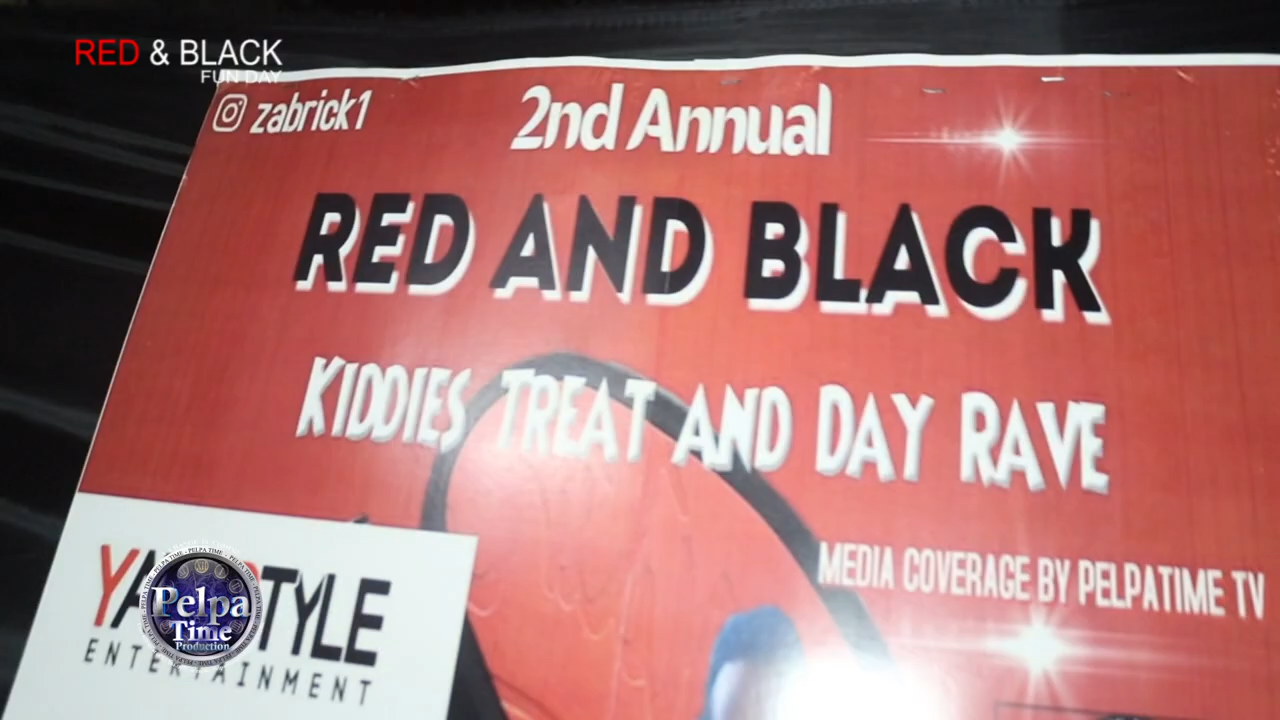 RED & BLACK
FUN DAY
zabrick1
2nd Annual
RED AND BLACK
KIDDIES TREAT AND DAY RAVE
MEDIA COVERAGE BY PELPATIME TV
ENTERTAINMENT
Pelpa
Time
Production